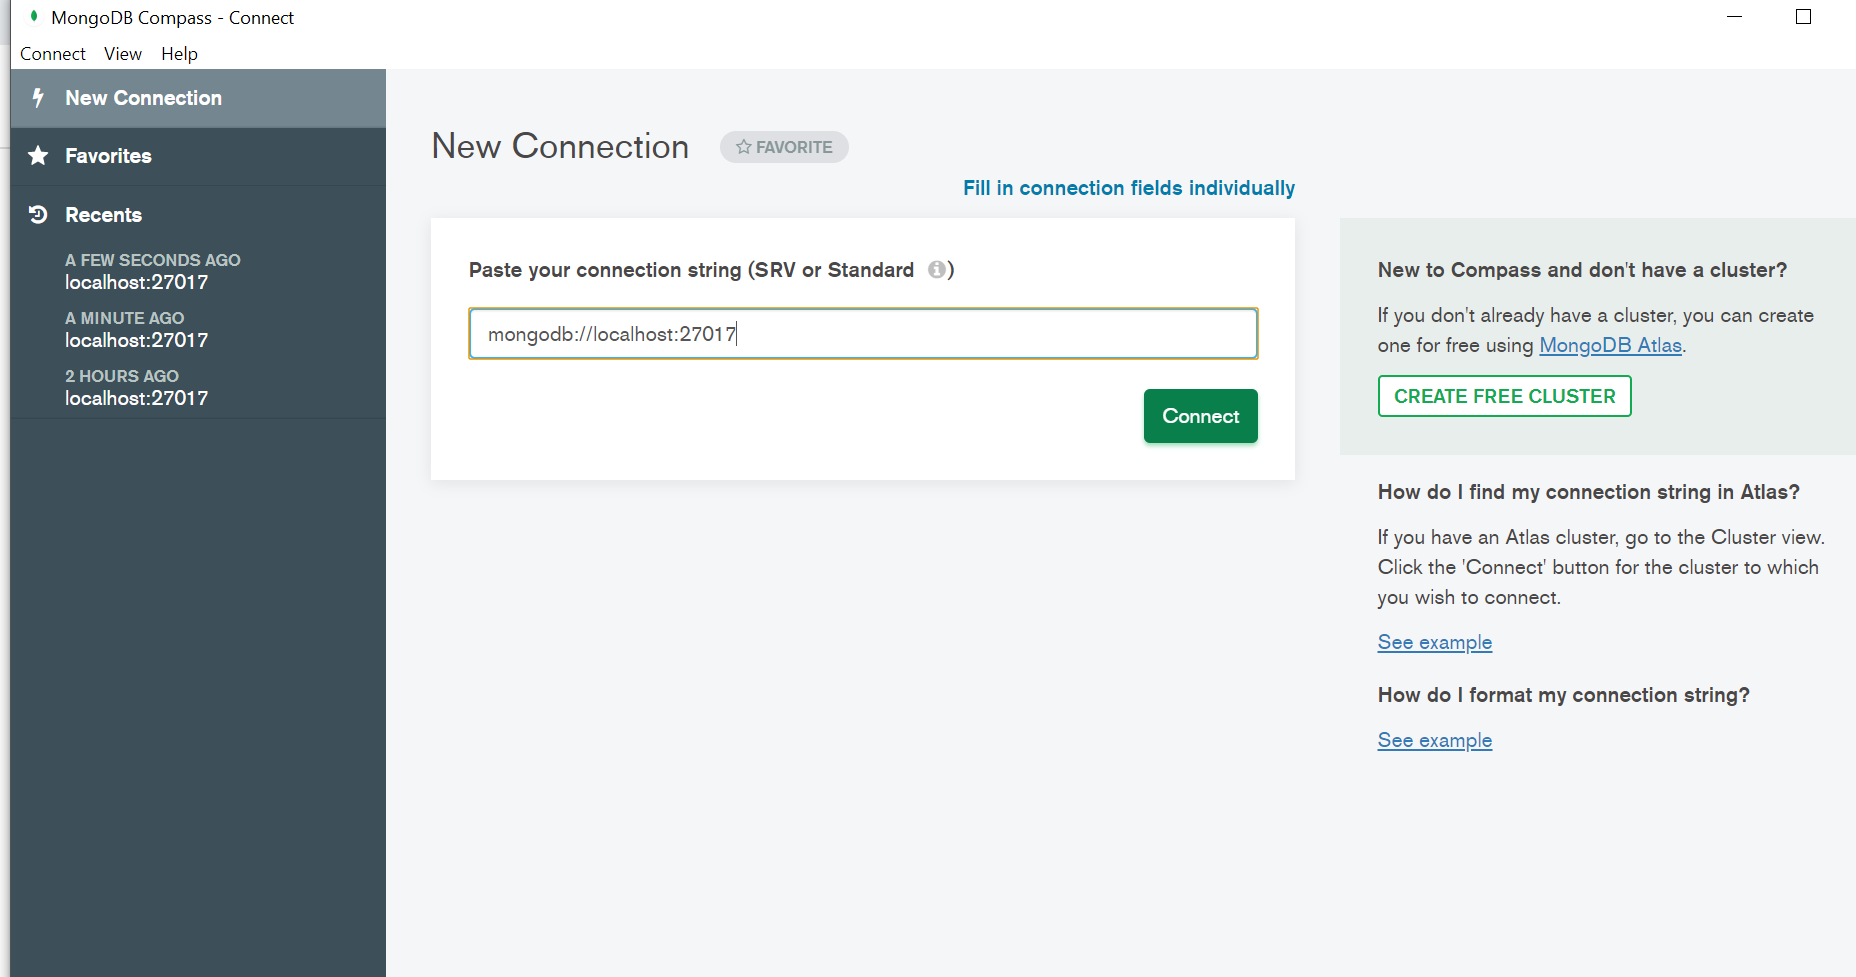 MongoDB Compass - Connect
Connect View Help
New Connection
Favorites
Recents
A FEW SECONDS AGO
localhost:27017
A MINUTE AGO
localhost:27017
2 HOURS AGO
localhost:27017
New Connection
FAVORITE
Fill in connection fields individually
Paste your connection string (SRV or Standard )
mongodb://localhost:27017
Connect
New to Compass and don't have a cluster?
If you don't already have a cluster, you can create
one for free using MongoDB Atlas.
CREATE FREE CLUSTER
How do I find my connection string in Atlas?
If you have an Atlas cluster, go to the Cluster view.
Click the 'Connect' button for the cluster to which
you wish to connect.
See example
How do I format my connection string?
See example